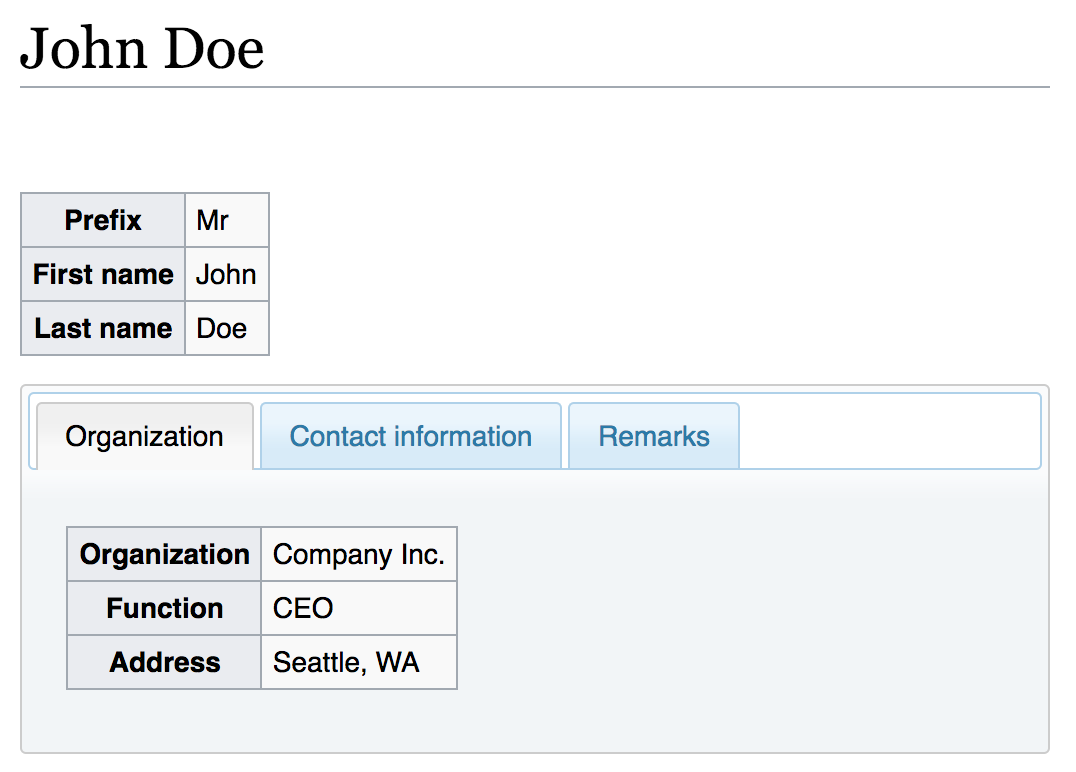 John Doe
Prefix Mr
First name John
Last name Doe
Organization Contact information Remarks
Organization Company Inc.
Function CEO
Address Seattle, WA